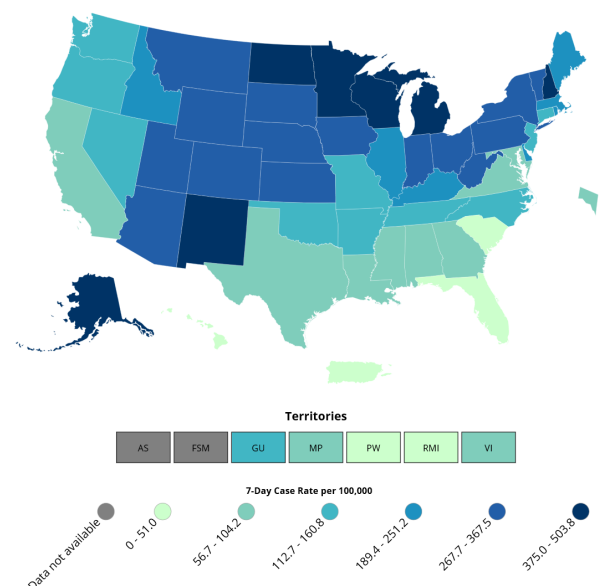 Territories
AS
FSM
GU
MP
PW
RMI
VI
7-Day Case Rate per 100,000
Data not available
0 - 51.0
56.7 - 104.2
112.7 - 160.8
189.4 - 251.2
267.7 - 367.5
375.0 - 503.8